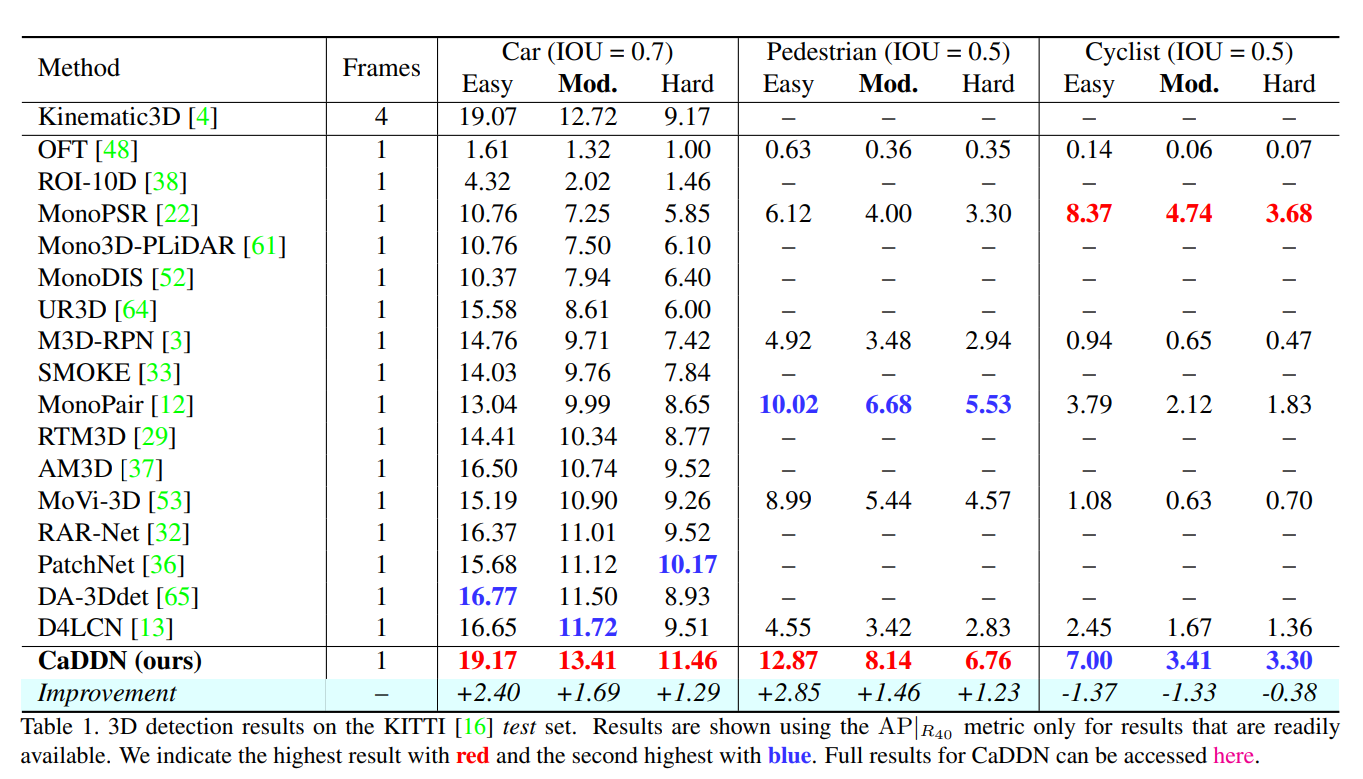 Method Frames Car (IOU = 0.7) Pedestrian (IOU = 0.5) Cyclist (IOU = 0.5)
Easy Mod. Hard Easy Mod. Hard Easy Mod. Hard
Kinematic3D [4] 4 19.07 12.72 9.17 – – – – – –
OFT [48] 1 1.61 1.32 1.00 0.63 0.36 0.35 0.14 0.06 0.07
ROI-10D [38] 1 4.32 2.02 1.46 – – – – – –
MonoPSR [22] 1 10.76 7.25 5.85 6.12 4.00 3.30 8.37 4.74 3.68
Mono3D-PLiDAR [61] 1 10.76 7.50 6.10 – – – – – –
MonoDIS [52] 1 10.37 7.94 6.40 – – – – – –
UR3D [64] 1 15.58 8.61 6.00 – – – – – –
M3D-RPN [3] 1 14.76 9.71 7.42 4.92 3.48 2.94 0.94 0.65 0.47
SMOKE [33] 1 14.03 9.76 7.84 – – – – – –
MonoPair [12] 1 13.04 9.99 8.65 10.02 6.68 5.53 3.79 2.12 1.83
RTM3D [29] 1 14.41 10.34 8.77 – – – – – –
AM3D [37] 1 16.50 10.74 9.52 – – – – – –
MoVi-3D [53] 1 15.19 10.90 9.26 8.99 5.44 4.57 1.08 0.63 0.70
RAR-Net [32] 1 16.37 11.01 9.52 – – – – – –
PatchNet [36] 1 15.68 11.12 10.17 – – – – – –
DA-3Ddet [65] 1 16.77 11.50 8.93 – – – – – –
D4LCN [13] 1 16.65 11.72 9.51 4.55 3.42 2.83 2.45 1.67 1.36
CaDDN (ours) 1 19.17 13.41 11.46 12.87 8.14 6.76 7.00 3.41 3.30
Improvement – +2.40 +1.69 +1.29 +2.85 +1.46 +1.23 -1.37 -1.33 -0.38
Table 1. 3D detection results on the KITTI [16] test set. Results are shown using the AP|R40 metric only for results that are readily
available. We indicate the highest result with red and the second highest with blue. Full results for CaDDN can be accessed here.